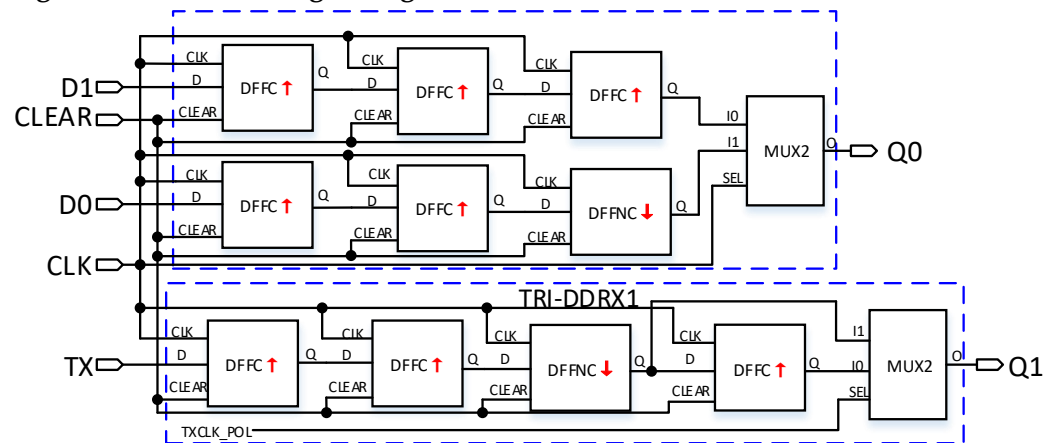 CLK
D
CLEAR
DFFC
Q
CLK
D
CLEAR
DFFC
Q
CLK
D
CLEAR
DFFC
Q
I0
I1
SEL
MUX2
O
Q0
D1
CLEAR
CLK
D
CLEAR
DFFC
Q
CLK
D
CLEAR
DFFC
Q
CLK
D
CLEAR
DFFNC
Q
D0
CLK
TRI-DDRX1
CLK
D
CLEAR
DFFC
Q
CLK
D
CLEAR
DFFC
Q
CLK
D
CLEAR
DFFNC
Q
CLK
D
CLEAR
DFFC
Q
I1
I0
SEL
MUX2
O
Q1
TX
TXCLK_POL